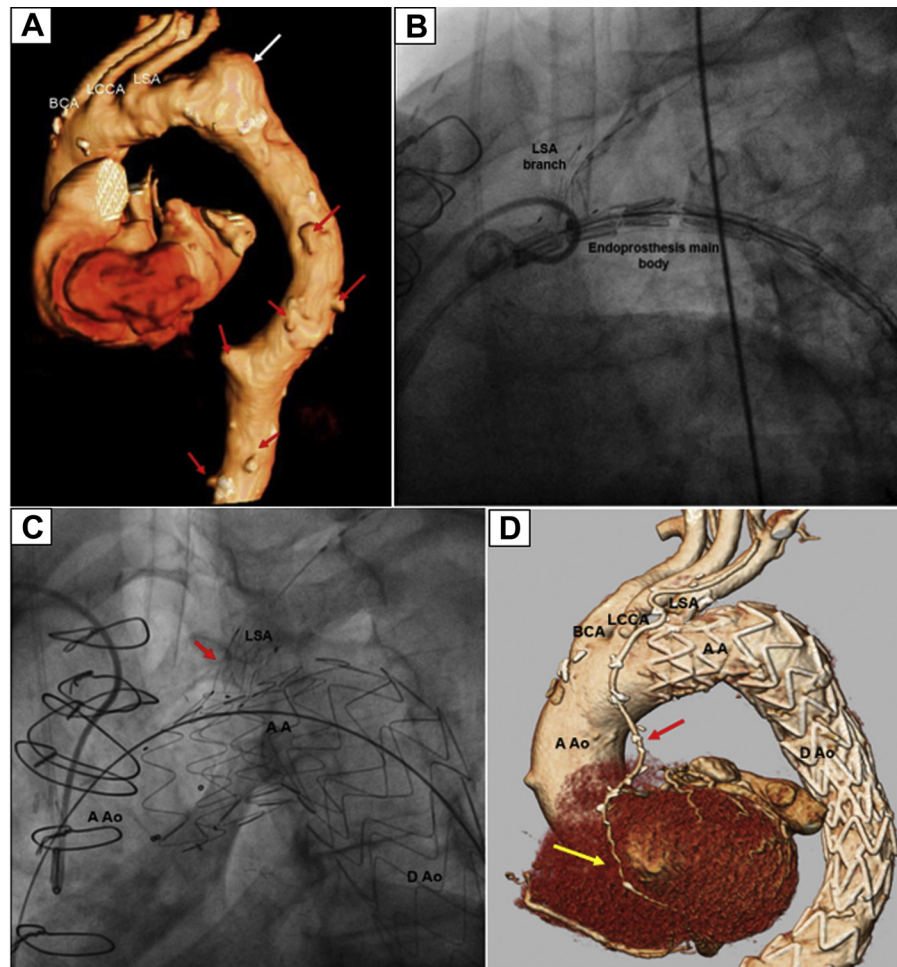 A
BCA
LCCA
LSA
B
LSA
branch
Endoprosthesis main
body
C
LSA
A A
A Ao
D Ao
D
LSA
LCCA
BCA
A A
A Ao
D Ao